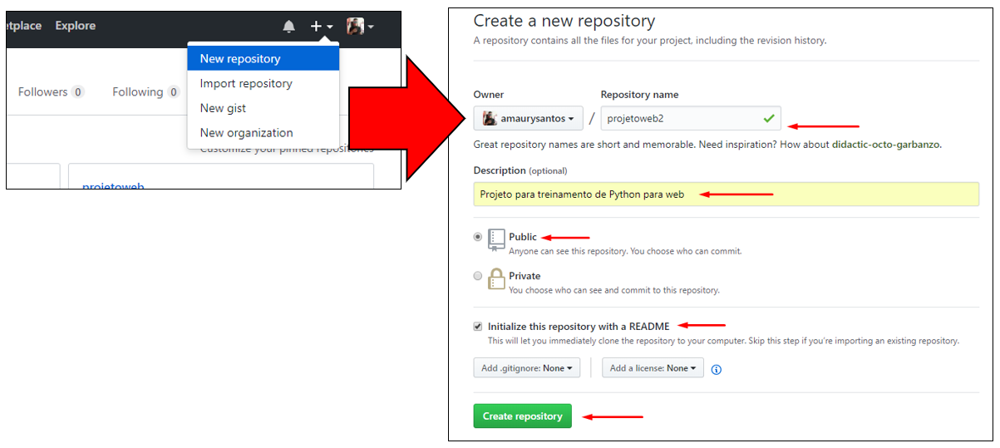 etplace Explore
New repository
Import repository
New gist
New organization
Followers 0 Following 0
Customize your pinned repositories
projetoweb
Create a new repository
A repository contains all the files for your project, including the revision history.
Owner Repository name
amaurysantos / projetoweb2
Great repository names are short and memorable. Need inspiration? How about didactic-octo-garbanzo.
Description (optional)
Projeto para treinamento de Python para web
Public
Anyone can see this repository. You choose who can commit.
Private
You choose who can see and commit to this repository.
Initialize this repository with a README
This will let you immediately clone the repository to your computer. Skip this step if you're importing an existing repository.
Add .gitignore: None Add a license: None
Create repository